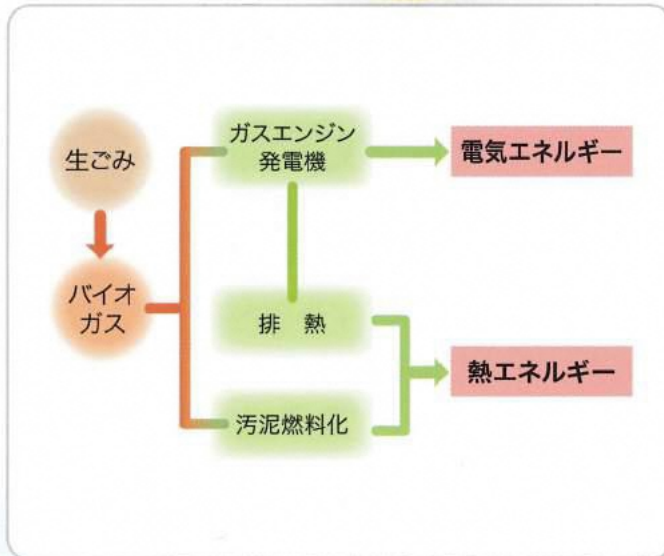 生ごみ
バイオ
ガス
ガスエンジン
発電機
排　熱
汚泥燃料化
電気エネルギー
熱エネルギー